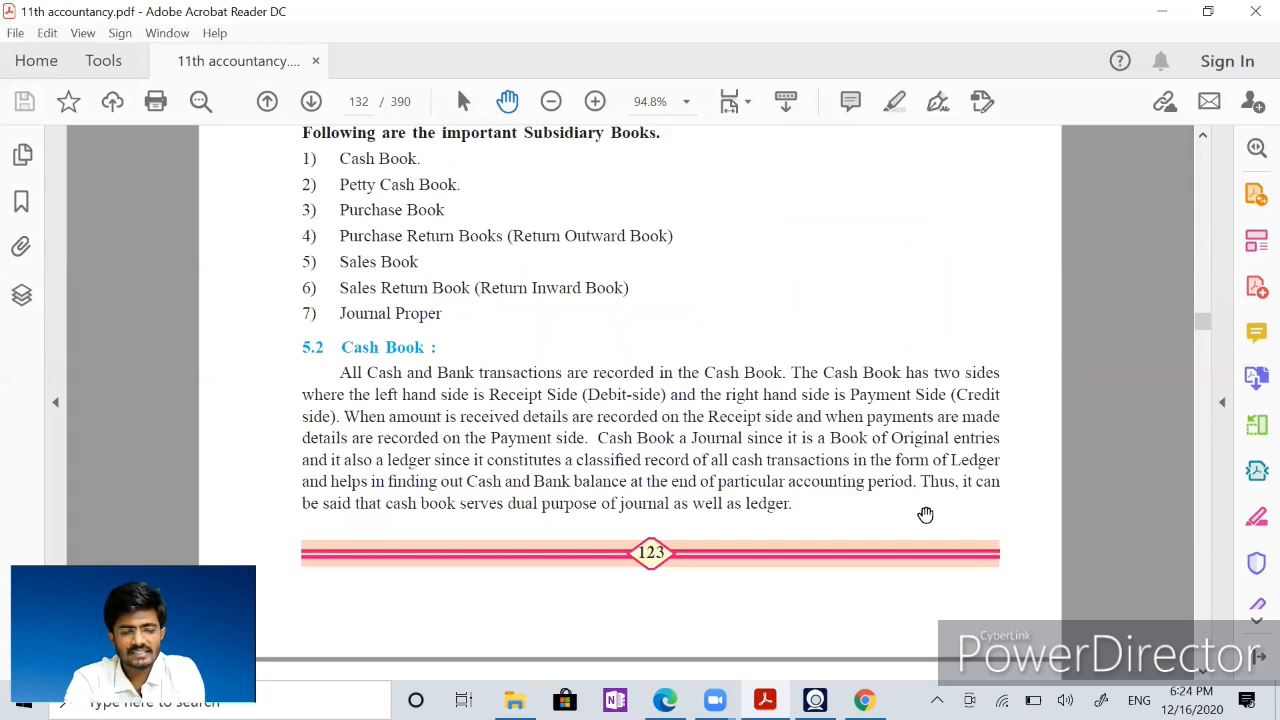 11th accountancy.pdf - Adobe Acrobat Reader DC
File Edit View Sign Window Help
Home Tools 11th accountancy.... × Sign In
132 / 390 94.8%
Following are the important Subsidiary Books.
1) Cash Book.
2) Petty Cash Book.
3) Purchase Book
4) Purchase Return Books (Return Outward Book)
5) Sales Book
6) Sales Return Book (Return Inward Book)
7) Journal Proper
5.2 Cash Book :
All Cash and Bank transactions are recorded in the Cash Book. The Cash Book has two sides
where the left hand side is Receipt Side (Debit-side) and the right hand side is Payment Side (Credit
side). When amount is received details are recorded on the Receipt side and when payments are made
details are recorded on the Payment side. Cash Book a Journal since it is a Book of Original entries
and it also a ledger since it constitutes a classified record of all cash transactions in the form of Ledger
and helps in finding out Cash and Bank balance at the end of particular accounting period. Thus, it can
be said that cash book serves dual purpose of journal as well as ledger.
123
CyberLink
PowerDirector
Type here to search
ENG
6:24 PM
12/16/2020